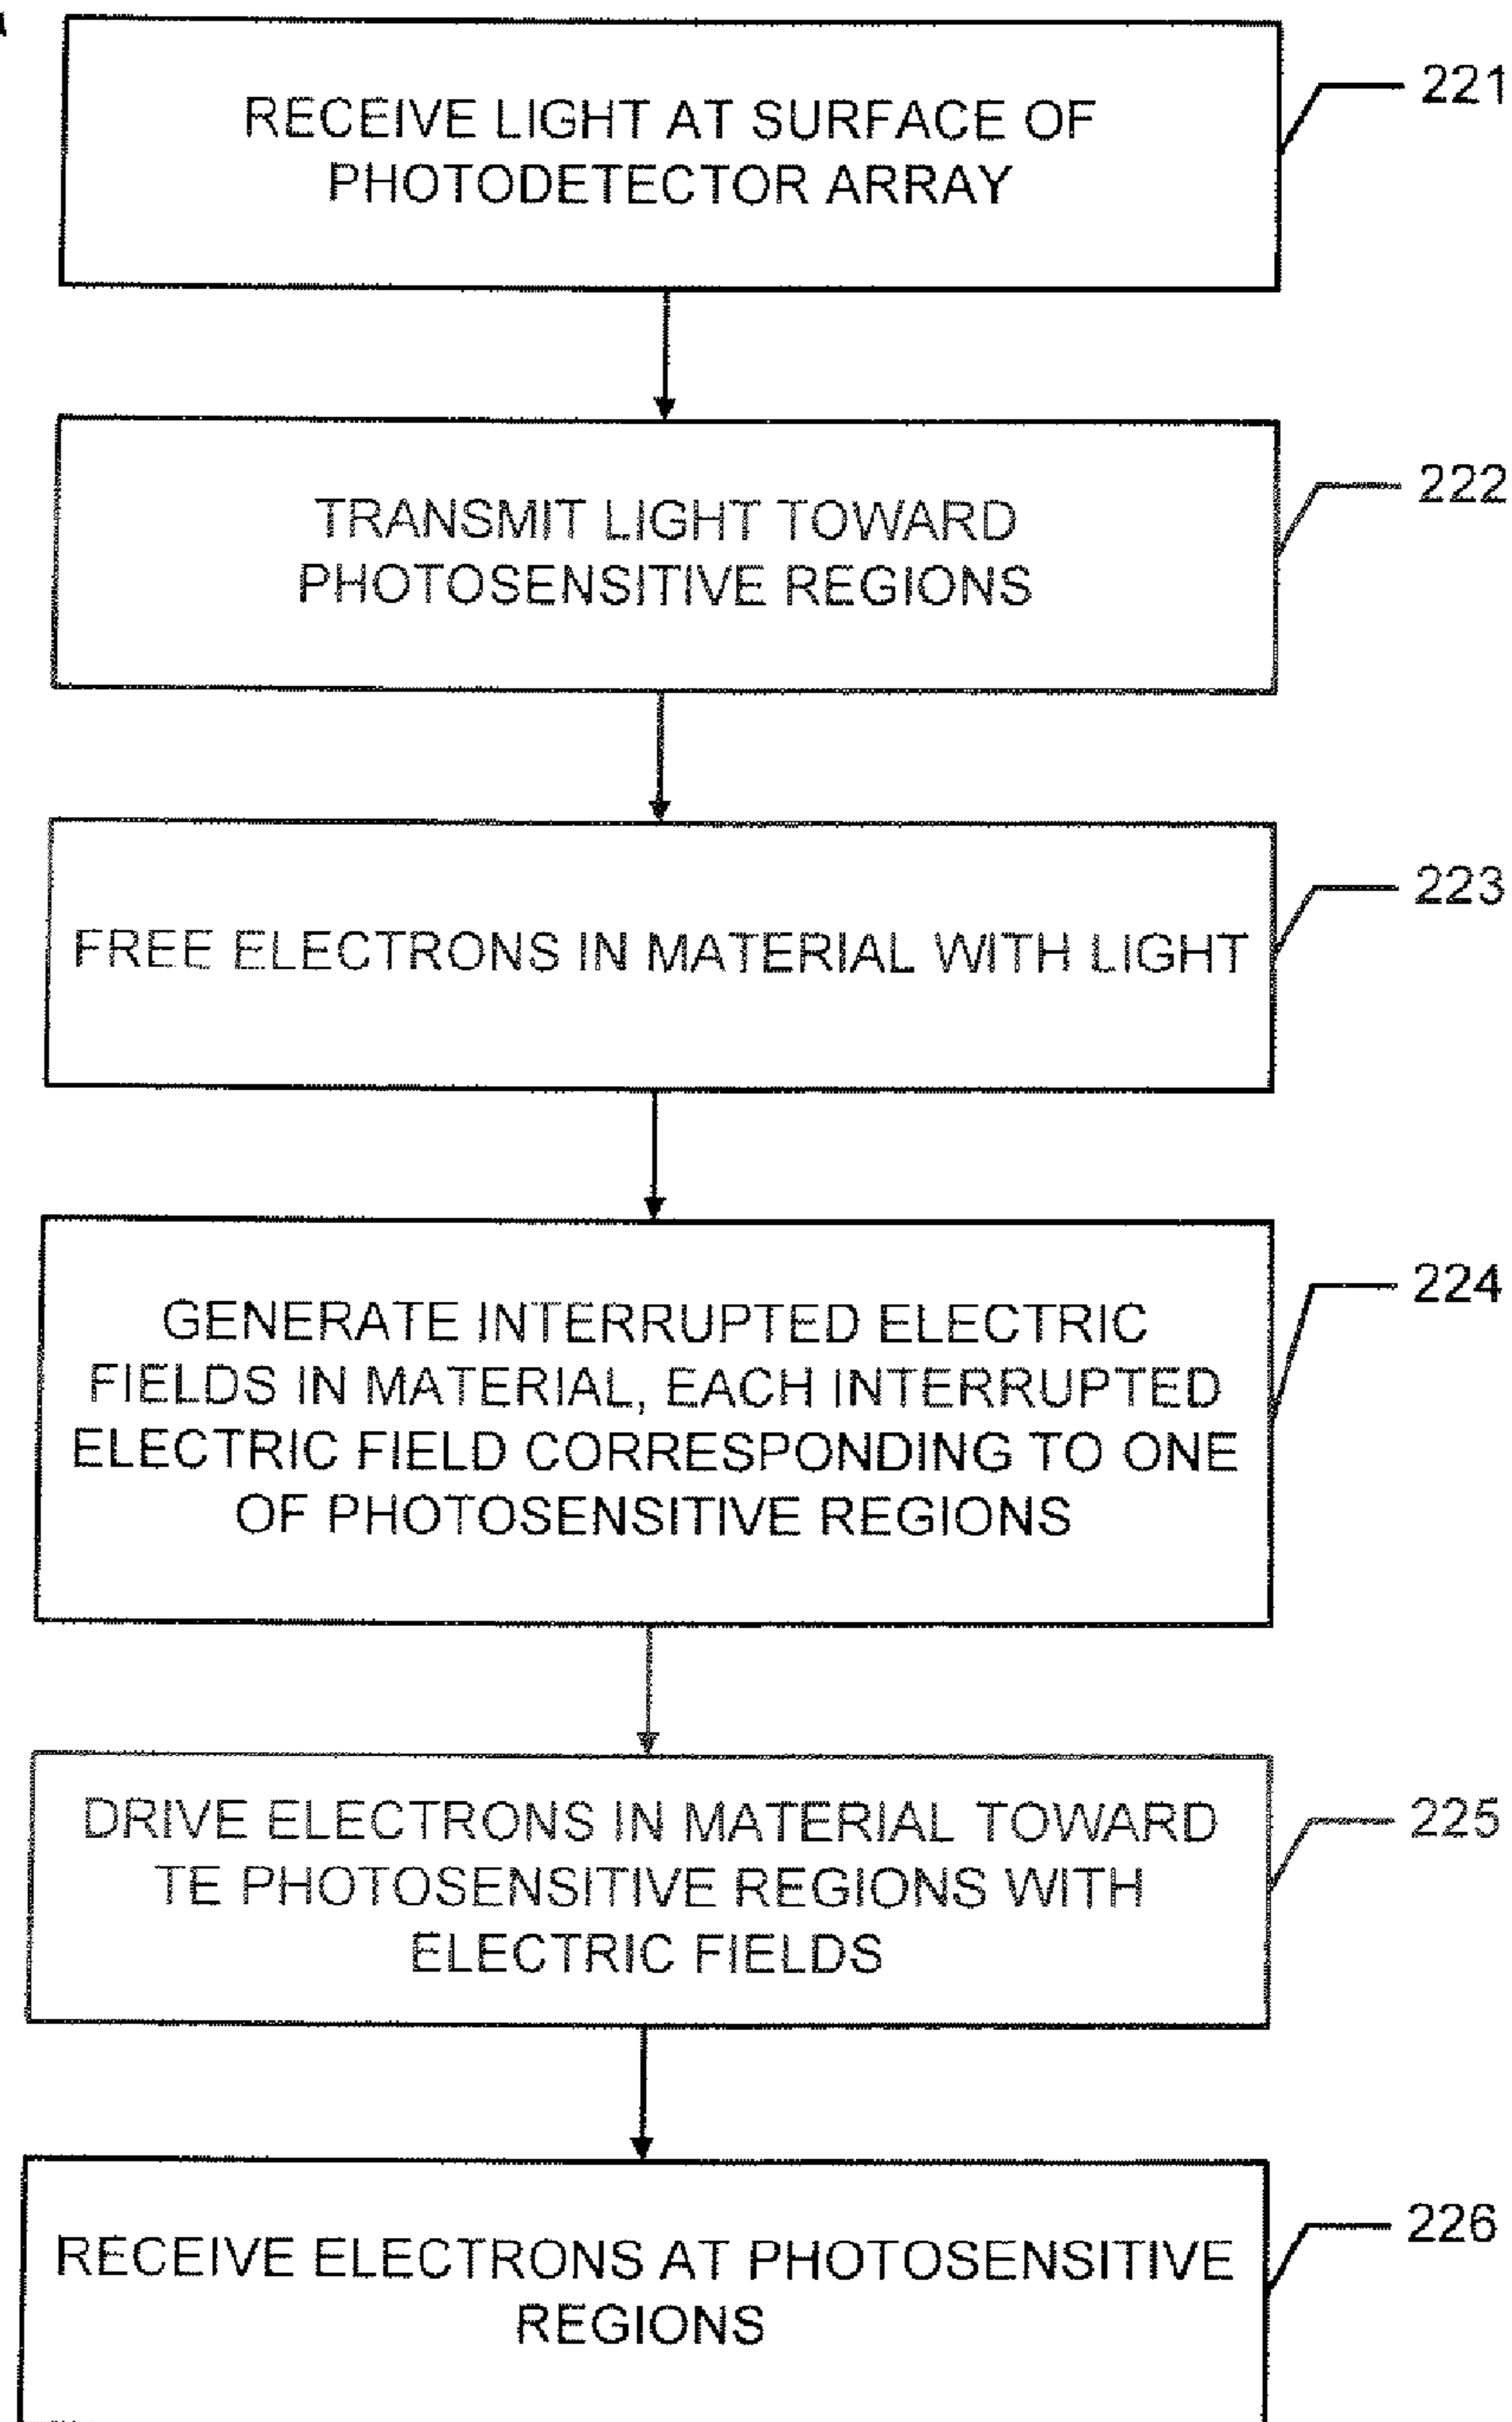 RECEIVE LIGHT AT SURFACE OF
PHOTODETECTOR ARRAY
221
TRANSMIT LIGHT TOWARD
PHOTOSENSITIVE REGIONS
222
FREE ELECTRONS IN MATERIAL WITH LIGHT
223
GENERATE INTERRUPTED ELECTRIC
FIELDS IN MATERIAL, EACH INTERRUPTED
ELECTRIC FIELD CORRESPONDING TO ONE
OF PHOTOSENSITIVE REGIONS
224
DRIVE ELECTRONS IN MATERIAL TOWARD
TE PHOTOSENSITIVE REGIONS WITH
ELECTRIC FIELDS
225
RECEIVE ELECTRONS AT PHOTOSENSITIVE
REGIONS
226